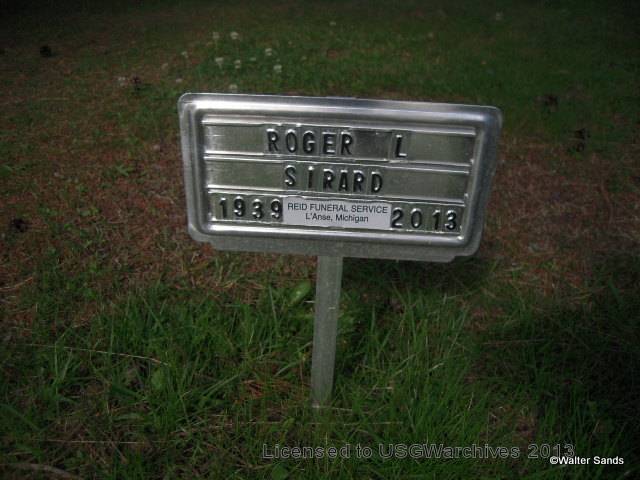 ROGER L
SIRARD
1939 REID FUNERAL SERVICE 2013
L'Anse, Michigan
Licensed to USGWarchives 2013
©Walter Sands